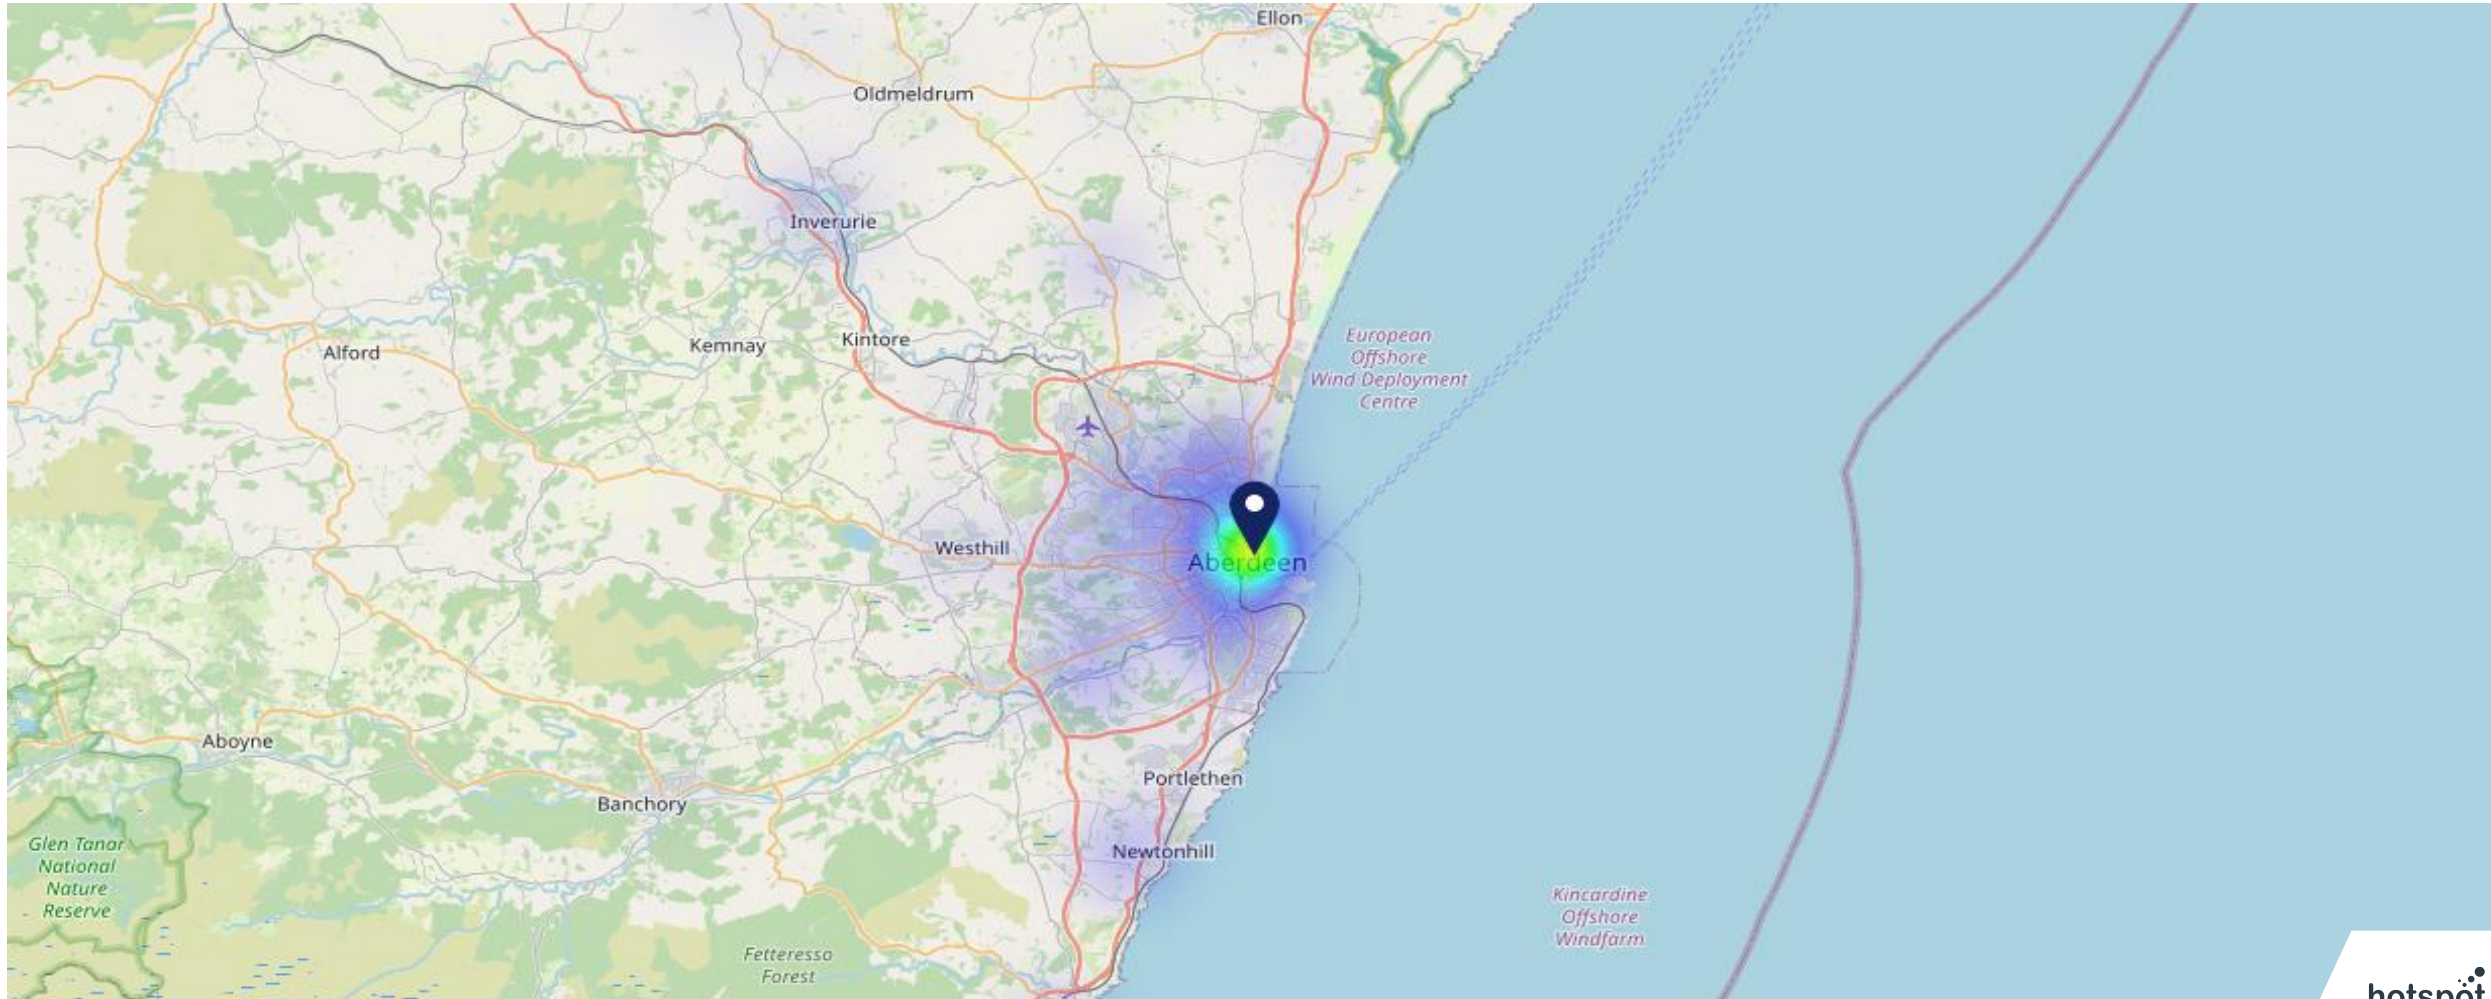 Ellon
Oldmeldrum
Inverurie
European
Offshore
Wind Deployment
Centre
Kintore
Kemnay
Alford
Westhill
Aberdeen
Aboyne
Portlethen
Banchory
Glen Tanar
National
Nature
Reserve
Newtonhill
Kincardine
Offshore
Windfarm
Fetteresso
Forest
hotspot